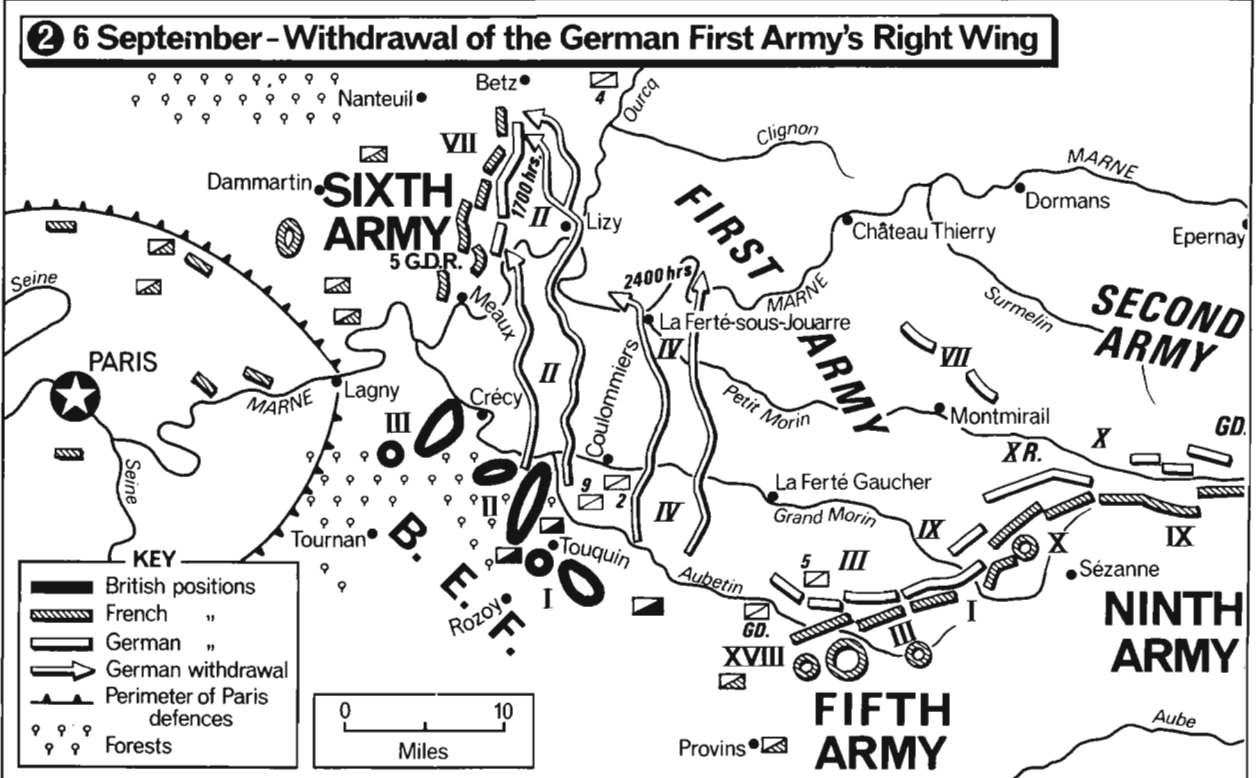 2 6 September - Withdrawal of the German First Army's Right Wing
Betz
4
Ourcq
Nanteuil
Clignon
VII
MARNE
Dammartin
SIXTH
ARMY
1700 hrs.
II
Lizy
FIRST
ARMY
Dormans
Château Thierry
Epernay
5 G.D.R.
Seine
2400 hrs
MARNE
Meaux
Surmelin
SECOND
ARMY
La Ferté-sous-Jouarre
IV
PARIS
VII
II
Coulommiers
Lagny
MARNE
Crécy
Petit Morin
Montmirail
III
X
GD.
X R.
Seine
II
9
2
La Ferté Gaucher
Grand Morin
IV
IX
IX
X
Tournan
B. E. F.
Touquin
Aubetin
5
III
Sézanne
I
Rozoy
GD.
I
III
XVIII
NINTH
ARMY
FIFTH
ARMY
Aube
Provins
KEY
British positions
French "
German "
German withdrawal
Perimeter of Paris
defences
Forests
0 10
Miles